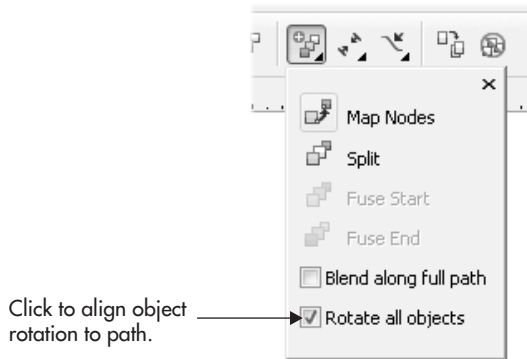 Map Nodes
Split
Fuse Start
Fuse End
Blend along full path
Click to align object
rotation to path.
Rotate all objects